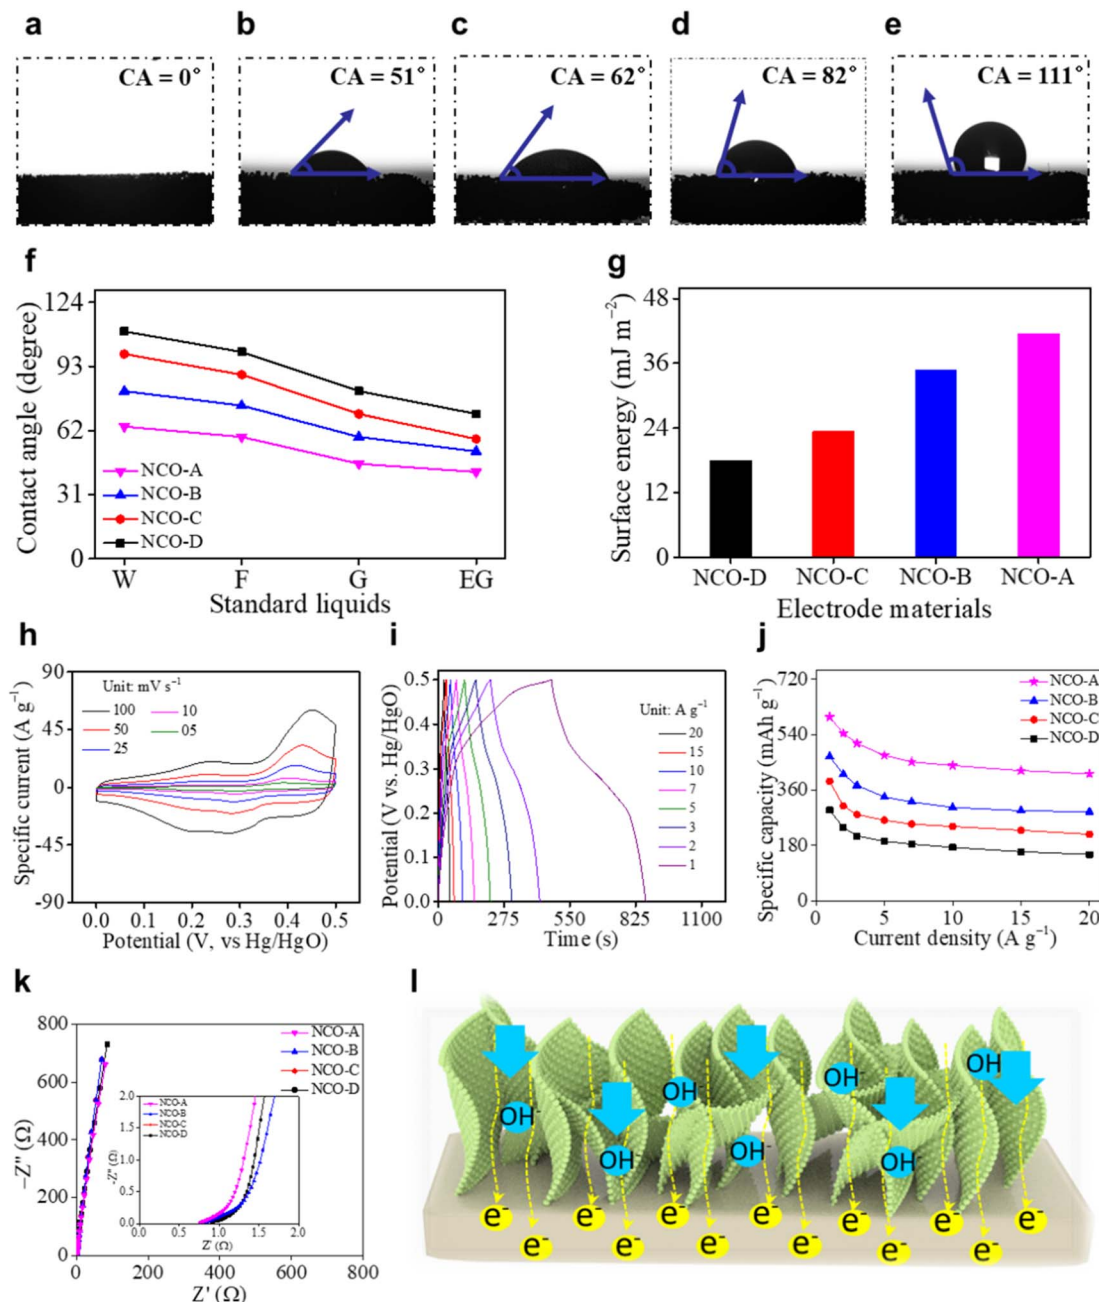 a
b
c
d
e
CA = 0°
CA = 51°
CA = 62°
CA = 82°
CA = 111°
f
Contact angle (degree)
124
93
62
31
0
NCO-A
NCO-B
NCO-C
NCO-D
W
F
G
EG
Standard liquids
g
Surface energy (mJ m⁻²)
48
36
24
12
0
NCO-D
NCO-C
NCO-B
NCO-A
Electrode materials
h
Specific current (A g⁻¹)
90
45
0
-45
-90
Unit: mV s⁻¹
100
10
50
05
25
0.0
0.1
0.2
0.3
0.4
0.5
Potential (V, vs Hg/HgO)
i
Potential (V vs. Hg/HgO)
0.5
0.4
0.3
0.2
0.1
0.0
Unit: A g⁻¹
20
15
10
7
5
3
2
1
0
275
550
825
1100
Time (s)
j
Specific capacity (mAh g⁻¹)
720
540
360
180
0
NCO-A
NCO-B
NCO-C
NCO-D
0
5
10
15
20
Current density (A g⁻¹)
k
−Z″ (Ω)
800
600
400
200
0
NCO-A
NCO-B
NCO-C
NCO-D
-Z″ (Ω)
2.0
1.5
1.0
0.5
0.0
NCO-A
NCO-B
NCO-C
NCO-D
0.0
0.5
1.0
1.5
2.0
Z′ (Ω)
0
200
400
600
800
Z′ (Ω)
l
OH⁻
OH⁻
OH⁻
OH⁻
OH⁻
OH⁻
OH⁻
e⁻
e⁻
e⁻
e⁻
e⁻
e⁻
e⁻
e⁻
e⁻
e⁻
e⁻